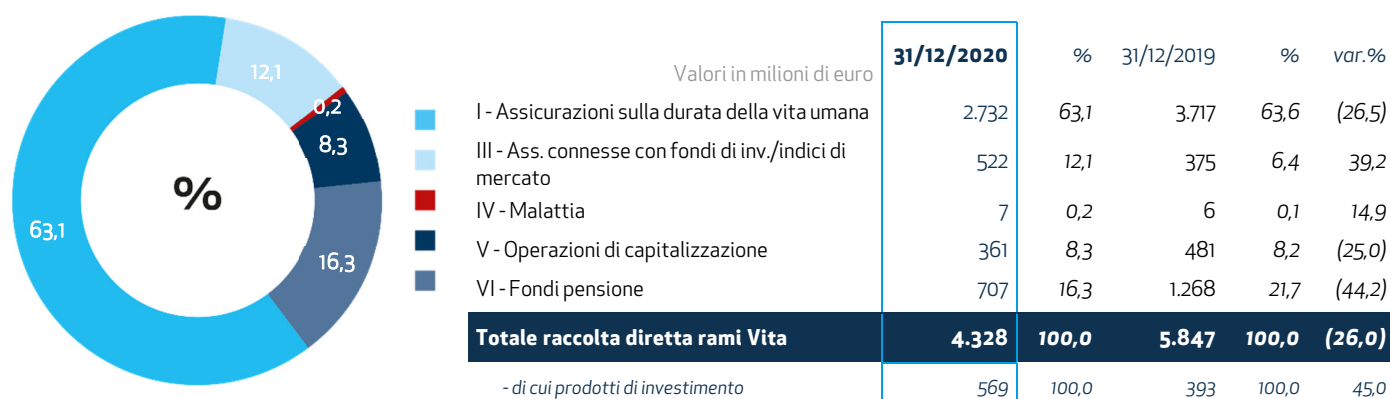 12,1
0,2
8,3
16,3
63,1
%
Valori in milioni di euro 31/12/2020 % 31/12/2019 % var.%
I - Assicurazioni sulla durata della vita umana 2.732 63,1 3.717 63,6 (26,5)
III - Ass. connesse con fondi di inv./indici di
mercato 522 12,1 375 6,4 39,2
IV - Malattia 7 0,2 6 0,1 14,9
V - Operazioni di capitalizzazione 361 8,3 481 8,2 (25,0)
VI - Fondi pensione 707 16,3 1.268 21,7 (44,2)
Totale raccolta diretta rami Vita 4.328 100,0 5.847 100,0 (26,0)
- di cui prodotti di investimento 569 100,0 393 100,0 45,0